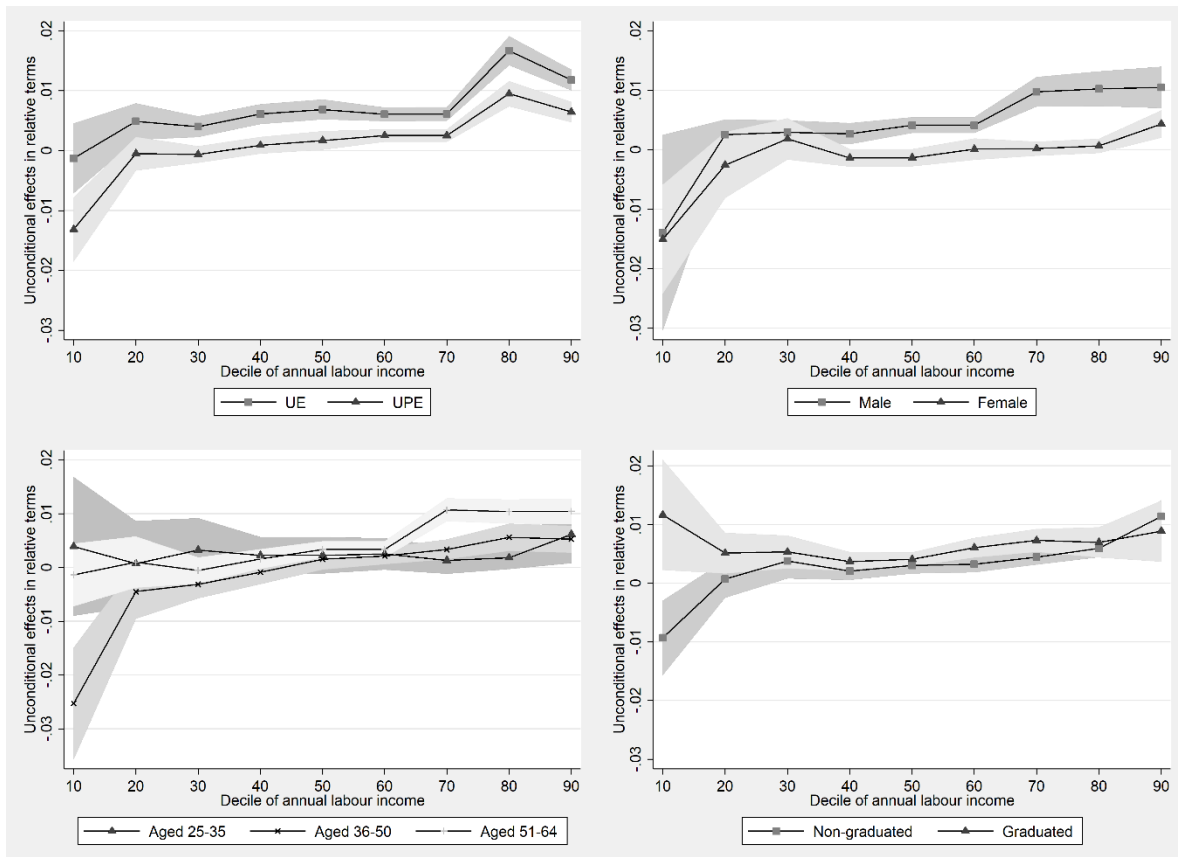 Unconditional effects in relative terms
.02
.01
0
-.01
-.02
-.03
10 20 30 40 50 60 70 80 90
Decile of annual labour income
UE UPE
Unconditional effects in relative terms
.02
.01
0
-.01
-.02
-.03
10 20 30 40 50 60 70 80 90
Decile of annual labour income
Male Female
Unconditional effects in relative terms
.02
.01
0
-.01
-.02
-.03
10 20 30 40 50 60 70 80 90
Decile of annual labour income
Aged 25-35 Aged 36-50 Aged 51-64
Unconditional effects in relative terms
.02
.01
0
-.01
-.02
-.03
10 20 30 40 50 60 70 80 90
Decile of annual labour income
Non-graduated Graduated